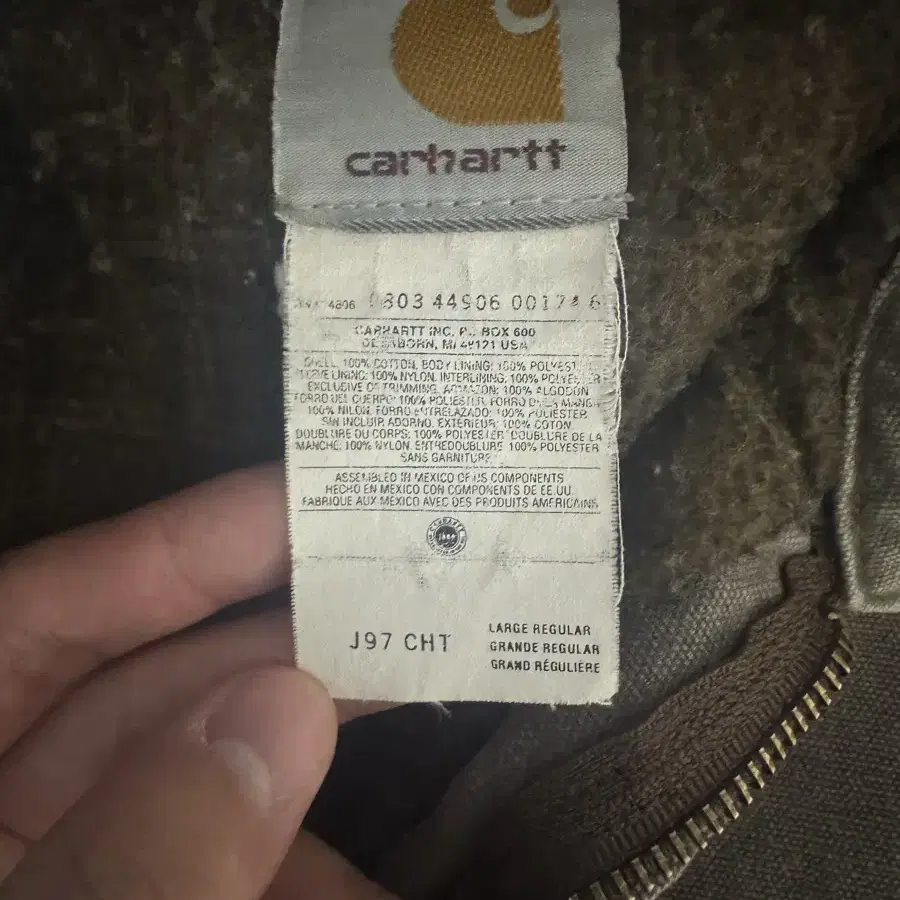 carhartt
4806 0803 44906 00174 6
CARHARTT INC, P.O. BOX 600
DEARBORN, MI 48121 USA
SHELL: 100% COTTON, BODY LINING: 100% POLYESTER
SLEEVE LINING: 100% NYLON, INTERLINING: 100% POLYESTER
EXCLUSIVE OF TRIMMING, ARMAZON: 100% ALGODON
FORRO DEL CUERPO: 100% POLIESTER, FORRO DE LA MANGA
100% NILON, FORRO ENTRELAZADO: 100% POLIESTER
SIN INCLUIR ADORNO, EXTERIEUR: 100% COTON
DOUBLURE DU CORPS: 100% POLYESTER DOUBLURE DE LA
MANCHE: 100% NYLON ENTREDOUBLURE 100% POLYESTER
SANS GARNITURE
ASSEMBLED IN MEXICO OF US COMPONENTS
HECHO EN MEXICO CON COMPONENTES DE EE.UU.
FABRIQUE AUX MEXICO AVEC DES PRODUITS AMERICAINS
J97 CHT
LARGE REGULAR
GRANDE REGULAR
GRAND RÉGULIÈRE